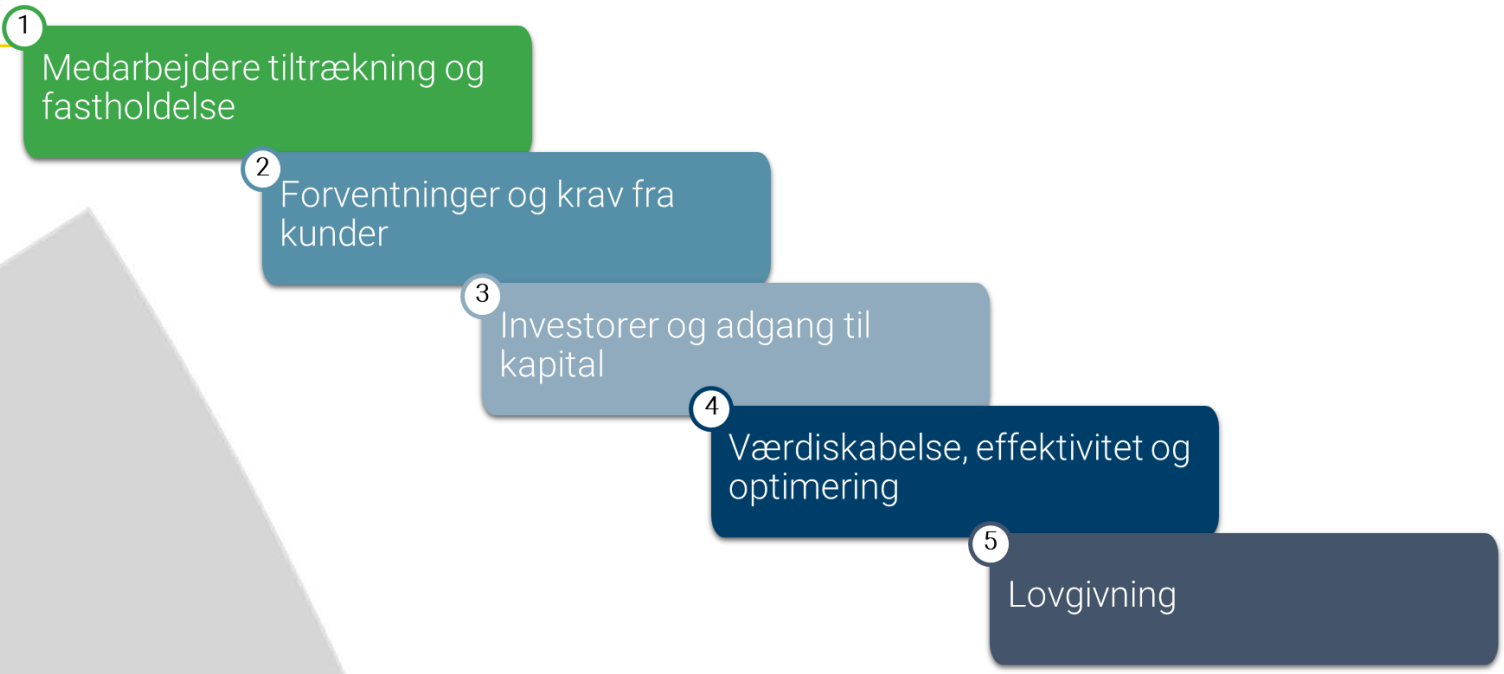 1
Medarbejdere tiltrækning og
fastholdelse
2
Forventninger og krav fra
kunder
3
Investorer og adgang til
kapital
4
Værdiskabelse, effektivitet og
optimering
5
Lovgivning